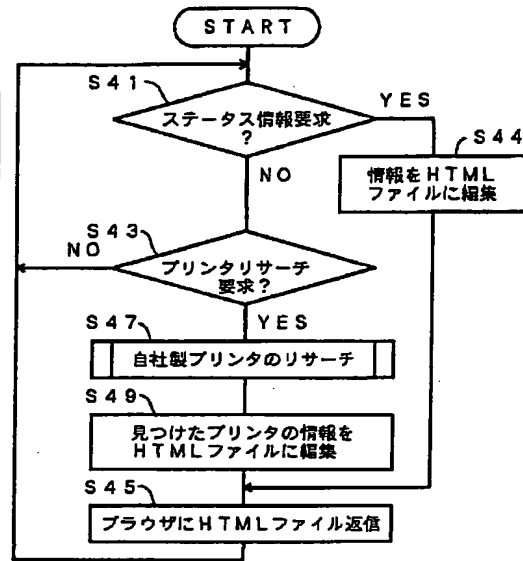 START
S41
ステータス情報要求
?
YES
S44
情報をHTML
ファイルに編集
NO
S43
NO
プリンタリサーチ
要求?
YES
S47
自社製プリンタのリサーチ
S49
見つけたプリンタの情報を
HTMLファイルに編集
S45
ブラウザにHTMLファイル返信